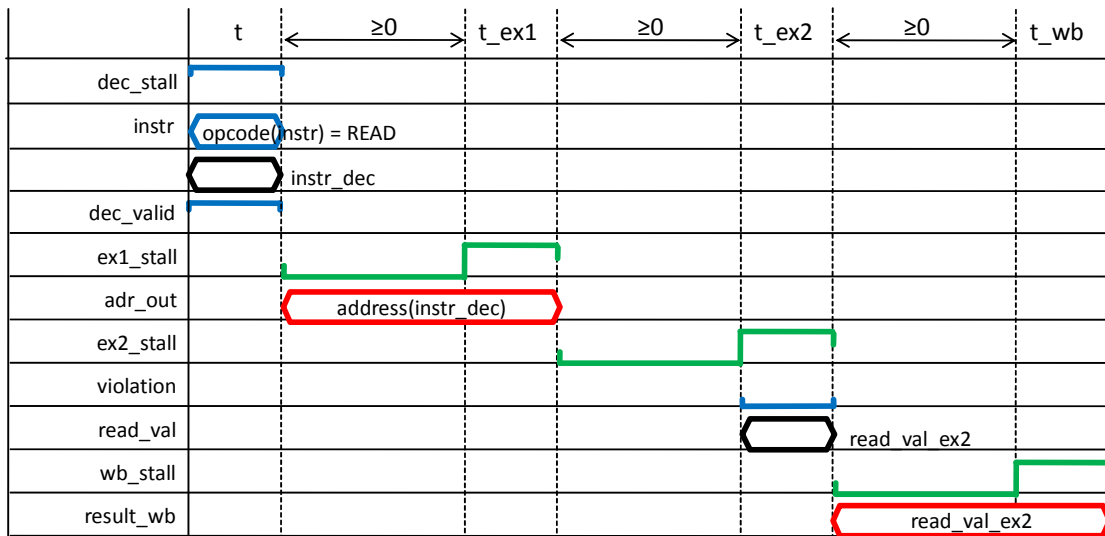 t ≥0 t_ex1 ≥0 t_ex2 ≥0 t_wb
dec_stall
instr opcode(instr) = READ
instr_dec
dec_valid
ex1_stall
adr_out address(instr_dec)
ex2_stall
violation
read_val read_val_ex2
wb_stall
result_wb read_val_ex2